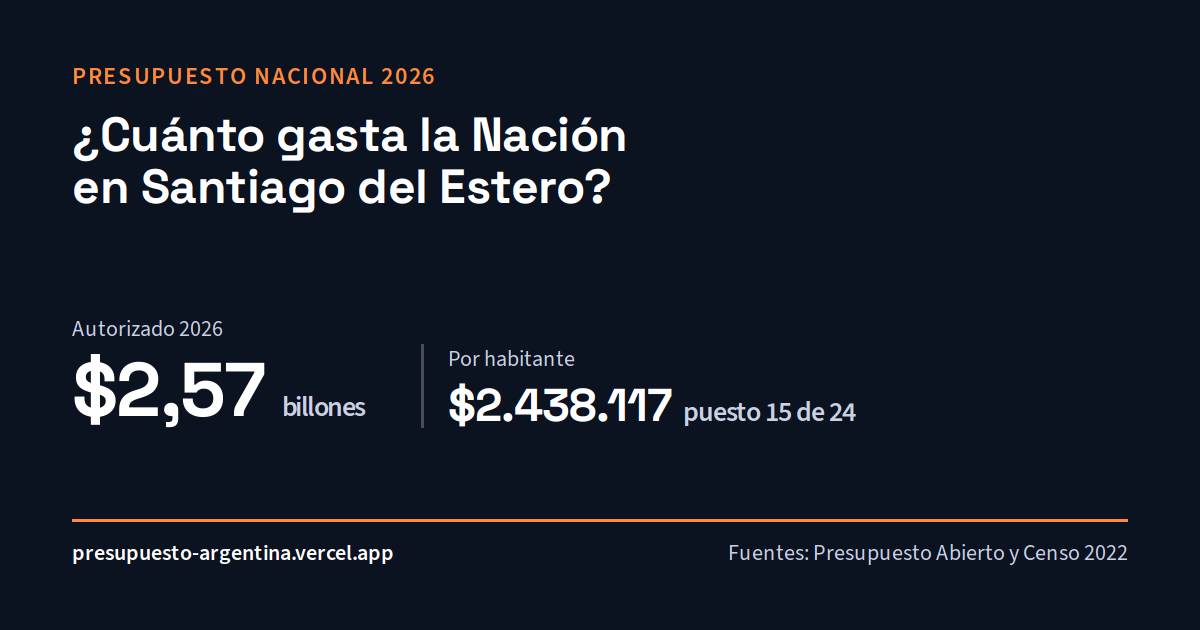 PRESUPUESTO NACIONAL 2026
¿Cuánto gasta la Nación
en Santiago del Estero?
Autorizado 2026
$2,57 billones
Por habitante
$2.438.117 puesto 15 de 24
presupuesto-argentina.vercel.app
Fuentes: Presupuesto Abierto y Censo 2022